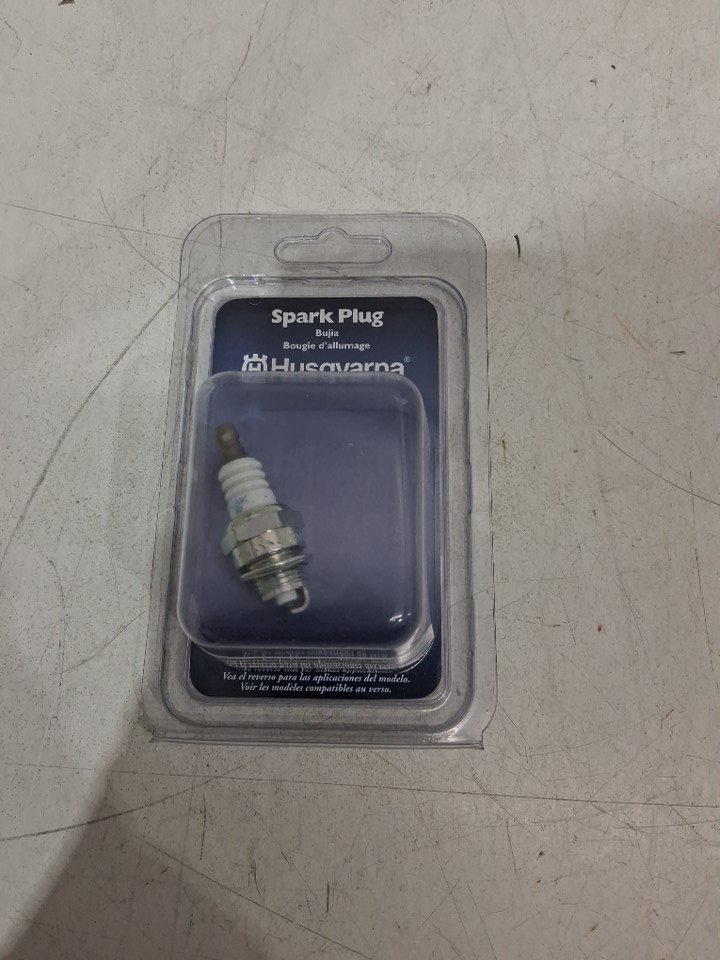 Spark Plug
Bujia
Bougie d'allumage
Husqvarna®
Vea el reverso para las aplicaciones del modelo.
Voir les modèles compatibles au verso.